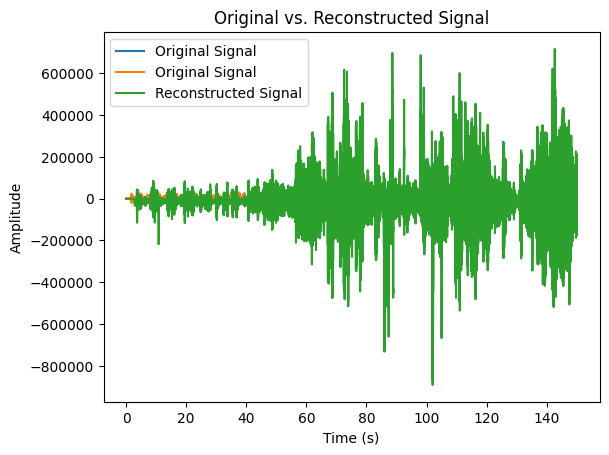 Original vs. Reconstructed Signal
Original Signal
Original Signal
Reconstructed Signal
600000
400000
200000
0
−200000
−400000
−600000
−800000
Amplitude
0 20 40 60 80 100 120 140
Time (s)